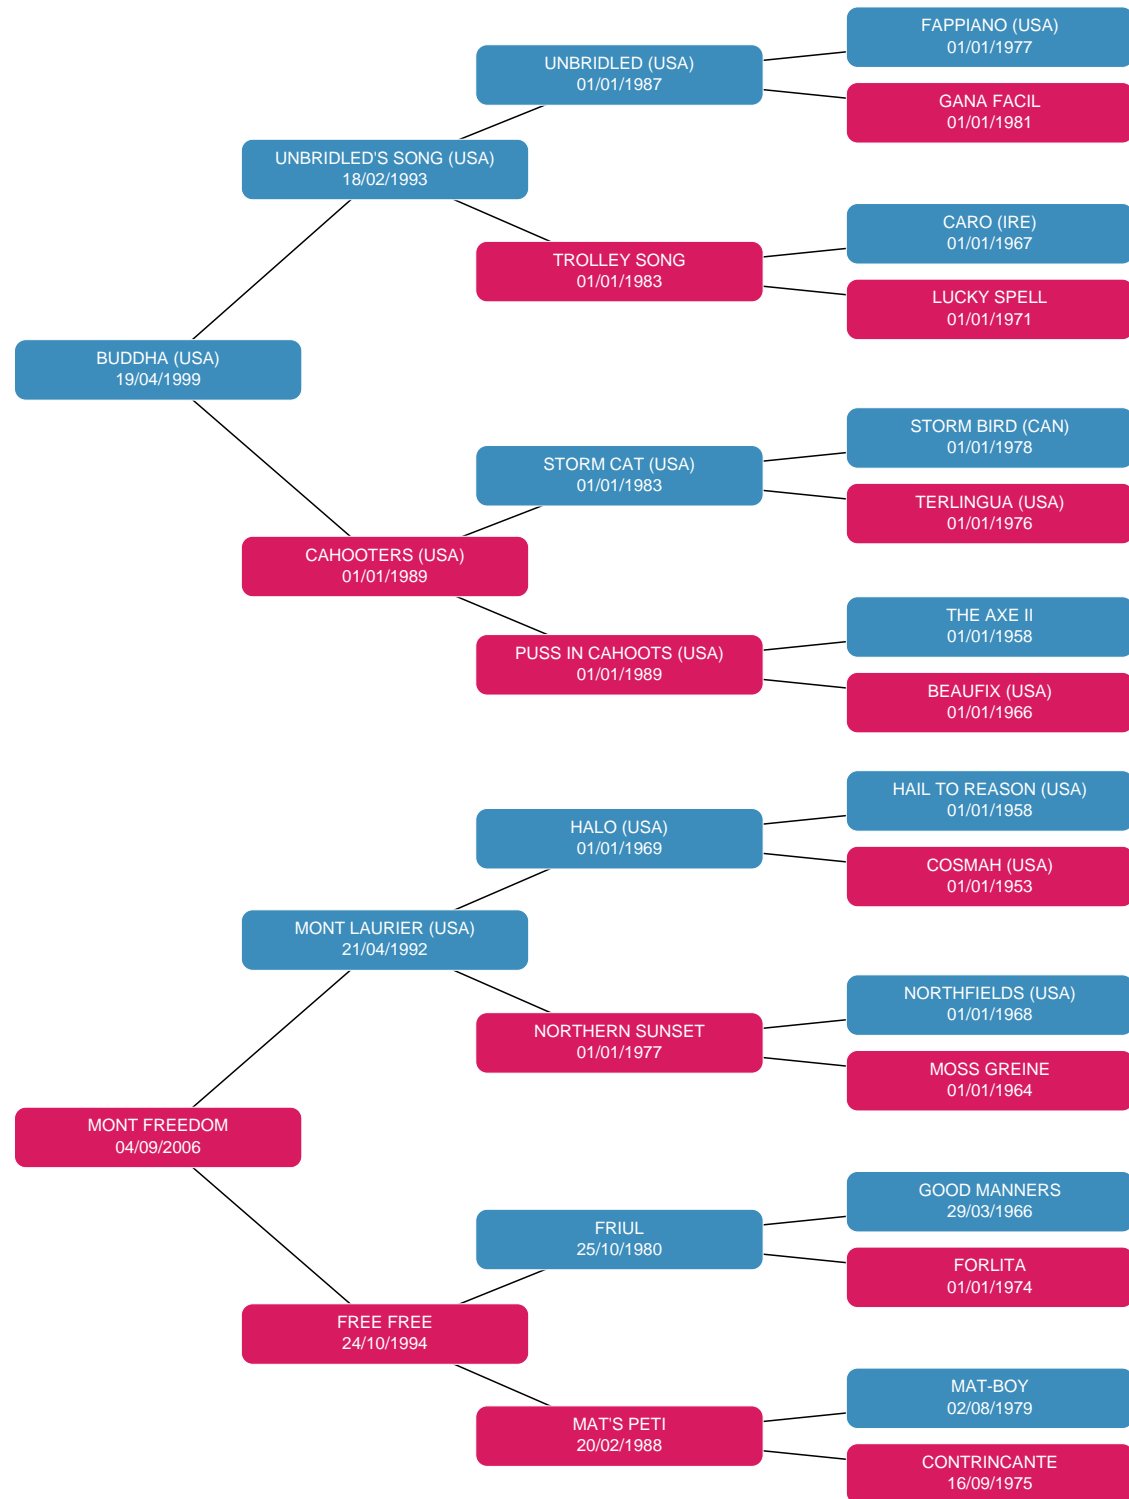 FAPPIANO (USA)
01/01/1977
UNBRIDLED (USA)
01/01/1987
GANA FACIL
01/01/1981
UNBRIDLED'S SONG (USA)
18/02/1993
CARO (IRE)
01/01/1967
TROLLEY SONG
01/01/1983
LUCKY SPELL
01/01/1971
BUDDHA (USA)
19/04/1999
STORM BIRD (CAN)
01/01/1978
STORM CAT (USA)
01/01/1983
TERLINGUA (USA)
01/01/1976
CAHOOTERS (USA)
01/01/1989
THE AXE II
01/01/1958
PUSS IN CAHOOTS (USA)
01/01/1989
BEAUFIX (USA)
01/01/1966
HAIL TO REASON (USA)
01/01/1958
HALO (USA)
01/01/1969
COSMAH (USA)
01/01/1953
MONT LAURIER (USA)
21/04/1992
NORTHFIELDS (USA)
01/01/1968
NORTHERN SUNSET
01/01/1977
MOSS GREINE
01/01/1964
MONT FREEDOM
04/09/2006
GOOD MANNERS
29/03/1966
FRIUL
25/10/1980
FORLITA
01/01/1974
FREE FREE
24/10/1994
MAT-BOY
02/08/1979
MAT'S PETI
20/02/1988
CONTRINCANTE
16/09/1975